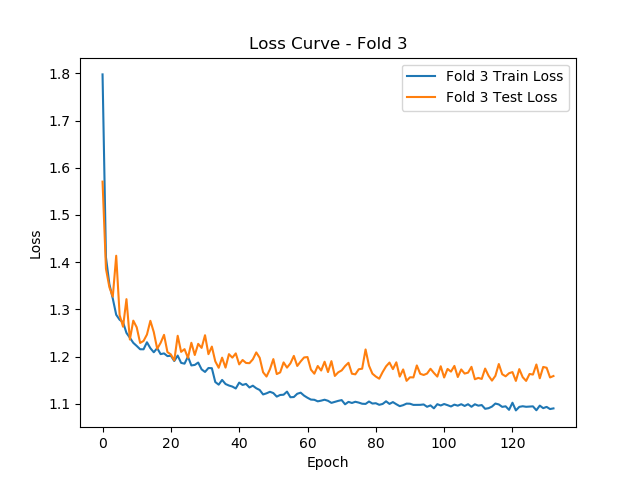 Loss Curve - Fold 3
Fold 3 Train Loss
Fold 3 Test Loss
Loss
1.8
1.7
1.6
1.5
1.4
1.3
1.2
1.1
0 20 40 60 80 100 120
Epoch